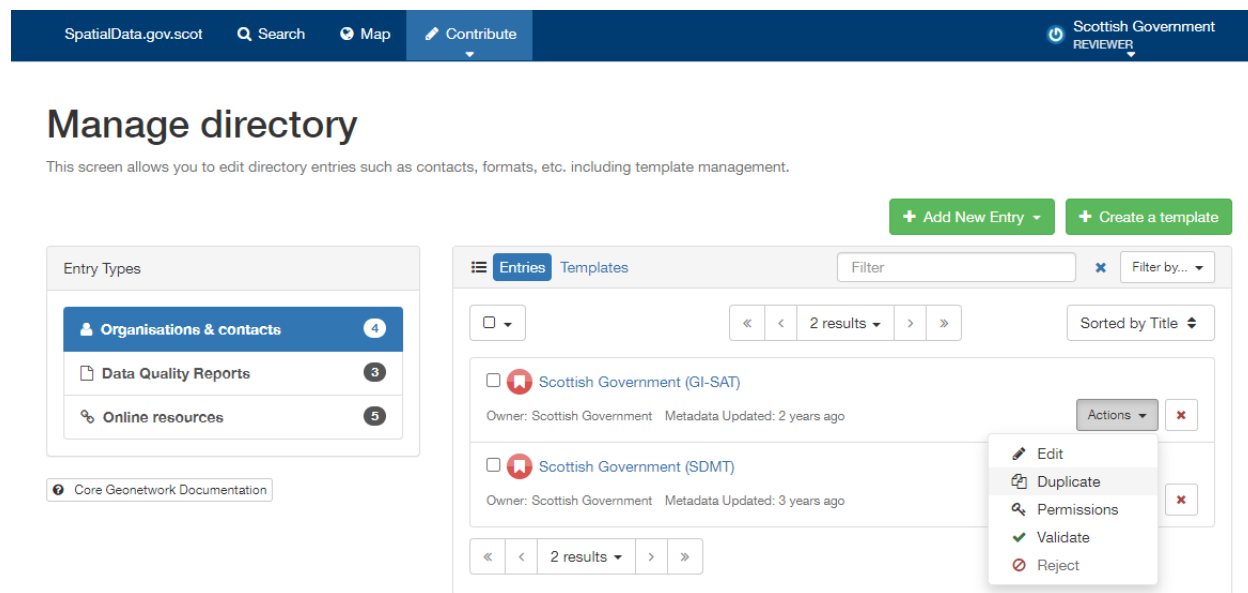 SpatialData.gov.scot Search Map Contribute Scottish Government
REVIEWER
Manage directory
This screen allows you to edit directory entries such as contacts, formats, etc. including template management.
+ Add New Entry + Create a template
Entry Types
Organisations & contacts 4
Data Quality Reports 3
Online resources 5
Core Geonetwork Documentation
Entries Templates Filter Filter by...
« < 2 results > » Sorted by Title
Scottish Government (GI-SAT)
Owner: Scottish Government Metadata Updated: 2 years ago Actions
Scottish Government (SDMT)
Owner: Scottish Government Metadata Updated: 3 years ago
Edit
Duplicate
Permissions
Validate
Reject
« < 2 results > »